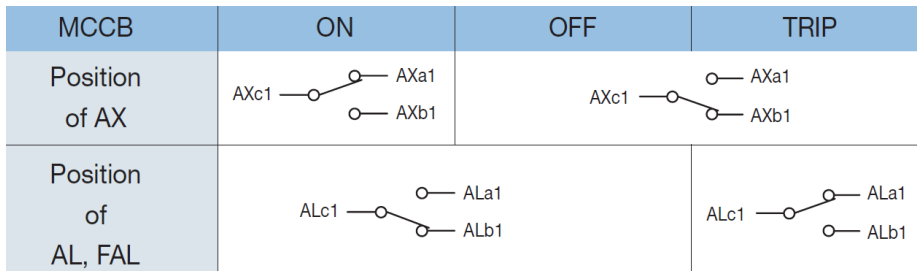 MCCB ON OFF TRIP
Position
of AX
AXc1 AXa1
AXb1
AXc1 AXa1
AXb1
Position
of
AL, FAL
ALc1 ALa1
ALb1
ALc1 ALa1
ALb1